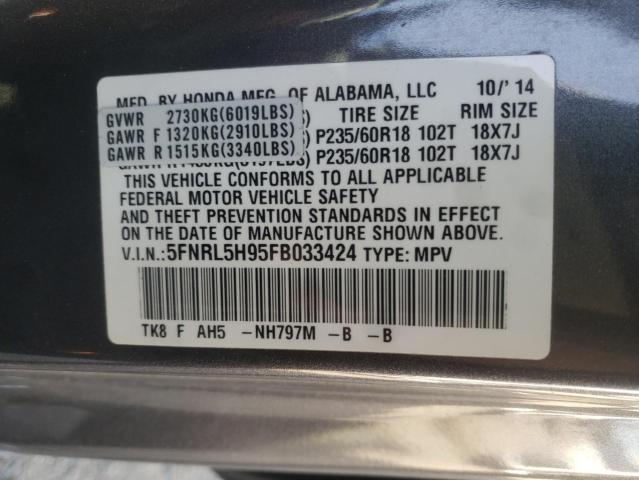 MFD. BY HONDA MFG. OF ALABAMA, LLC 10/'14
GVWR 2730KG(6019LBS) TIRE SIZE RIM SIZE
GAWR F 1320KG(2910LBS) P235/60R18 102T 18X7J
GAWR R 1515KG(3340LBS) P235/60R18 102T 18X7J
THIS VEHICLE CONFORMS TO ALL APPLICABLE
FEDERAL MOTOR VEHICLE SAFETY
AND THEFT PREVENTION STANDARDS IN EFFECT
ON THE DATE OF MANUFACTURE SHOWN ABOVE.
V.I.N.:5FNRL5H95FB033424 TYPE: MPV
TK8 F AH5 -NH797M -B -B